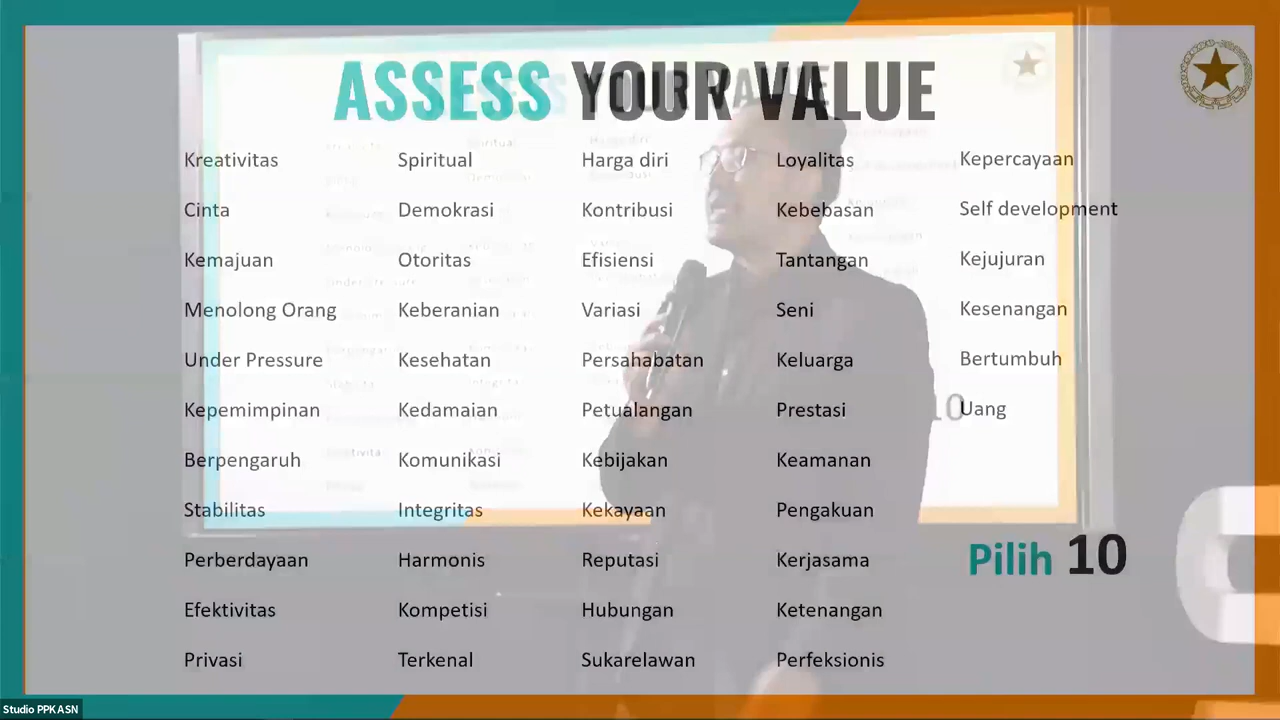 ASSESS YOUR VALUE
Kreativitas
Cinta
Kemajuan
Menolong Orang
Under Pressure
Kepemimpinan
Berpengaruh
Stabilitas
Perberdayaan
Efektivitas
Privasi
Spiritual
Demokrasi
Otoritas
Keberanian
Kesehatan
Kedamaian
Komunikasi
Integritas
Harmonis
Kompetisi
Terkenal
Harga diri
Kontribusi
Efisiensi
Variasi
Persahabatan
Petualangan
Kebijakan
Kekayaan
Reputasi
Hubungan
Sukarelawan
Loyalitas
Kebebasan
Tantangan
Seni
Keluarga
Prestasi
Keamanan
Pengakuan
Kerjasama
Ketenangan
Perfeksionis
Kepercayaan
Self development
Kejujuran
Kesenangan
Bertumbuh
Uang
Pilih 10
Studio PPK ASN